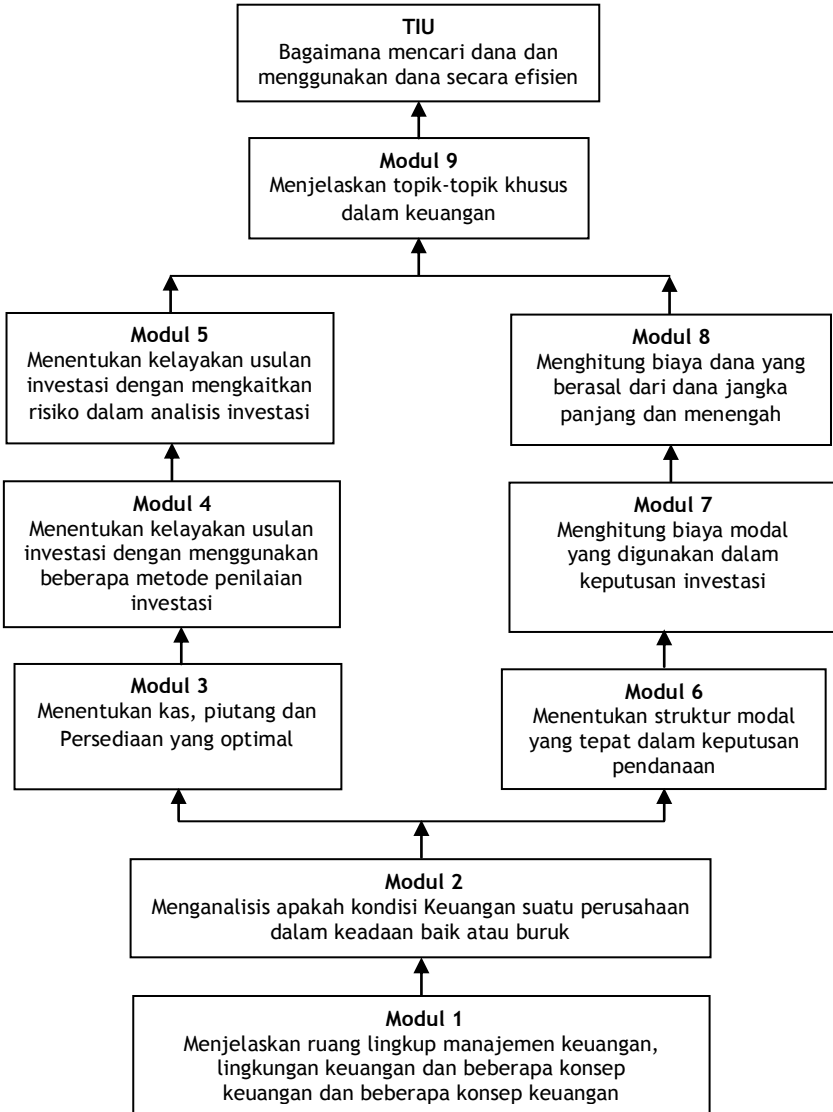 TIU
Bagaimana mencari dana dan
menggunakan dana secara efisien
Modul 9
Menjelaskan topik-topik khusus
dalam keuangan
Modul 5
Menentukan kelayakan usulan
investasi dengan mengkaitkan
risiko dalam analisis investasi
Modul 8
Menghitung biaya dana yang
berasal dari dana jangka
panjang dan menengah
Modul 4
Menentukan kelayakan usulan
investasi dengan menggunakan
beberapa metode penilaian
investasi
Modul 7
Menghitung biaya modal
yang digunakan dalam
keputusan investasi
Modul 3
Menentukan kas, piutang dan
Persediaan yang optimal
Modul 6
Menentukan struktur modal
yang tepat dalam keputusan
pendanaan
Modul 2
Menganalisis apakah kondisi Keuangan suatu perusahaan
dalam keadaan baik atau buruk
Modul 1
Menjelaskan ruang lingkup manajemen keuangan,
lingkungan keuangan dan beberapa konsep
keuangan dan beberapa konsep keuangan